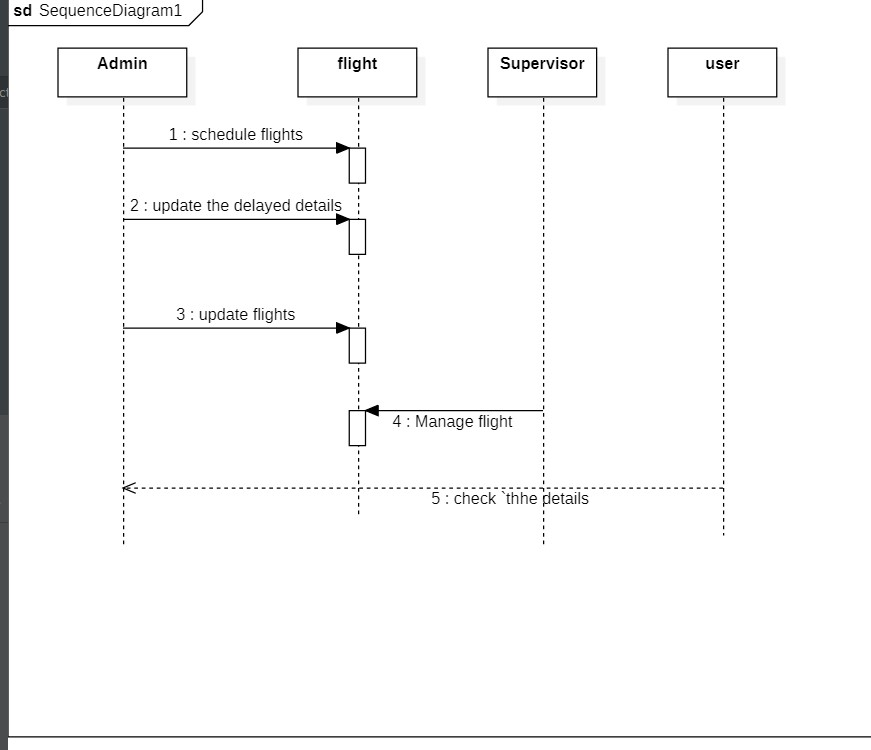 sd SequenceDiagram1
Admin
flight
Supervisor
user
1 : schedule flights
2 : update the delayed details
3 : update flights
4 : Manage flight
5 : check `thhe details